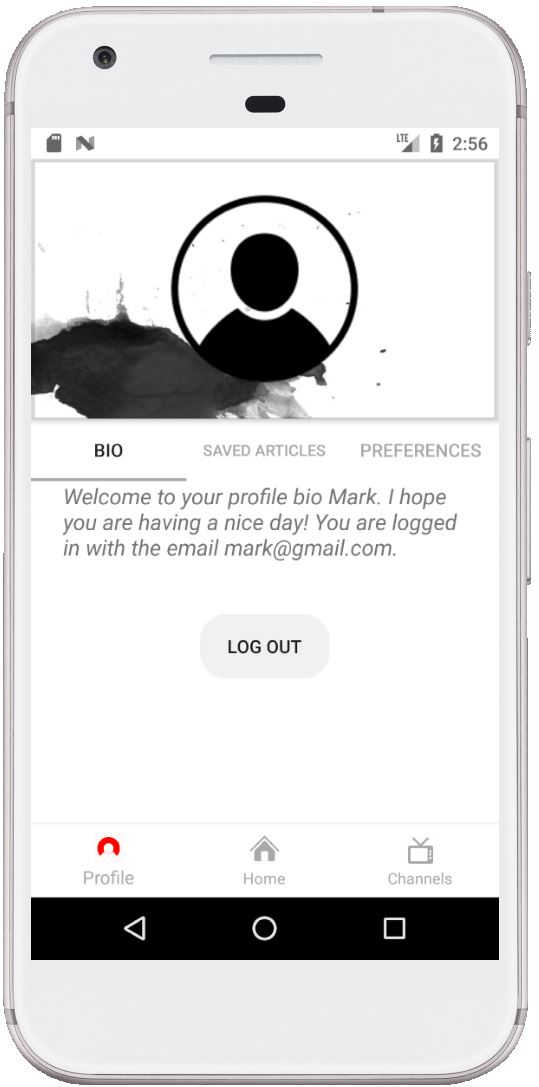 LTE 2:56
BIO SAVED ARTICLES PREFERENCES
Welcome to your profile bio Mark. I hope
you are having a nice day! You are logged
in with the email mark@gmail.com.
LOG OUT
Profile Home Channels